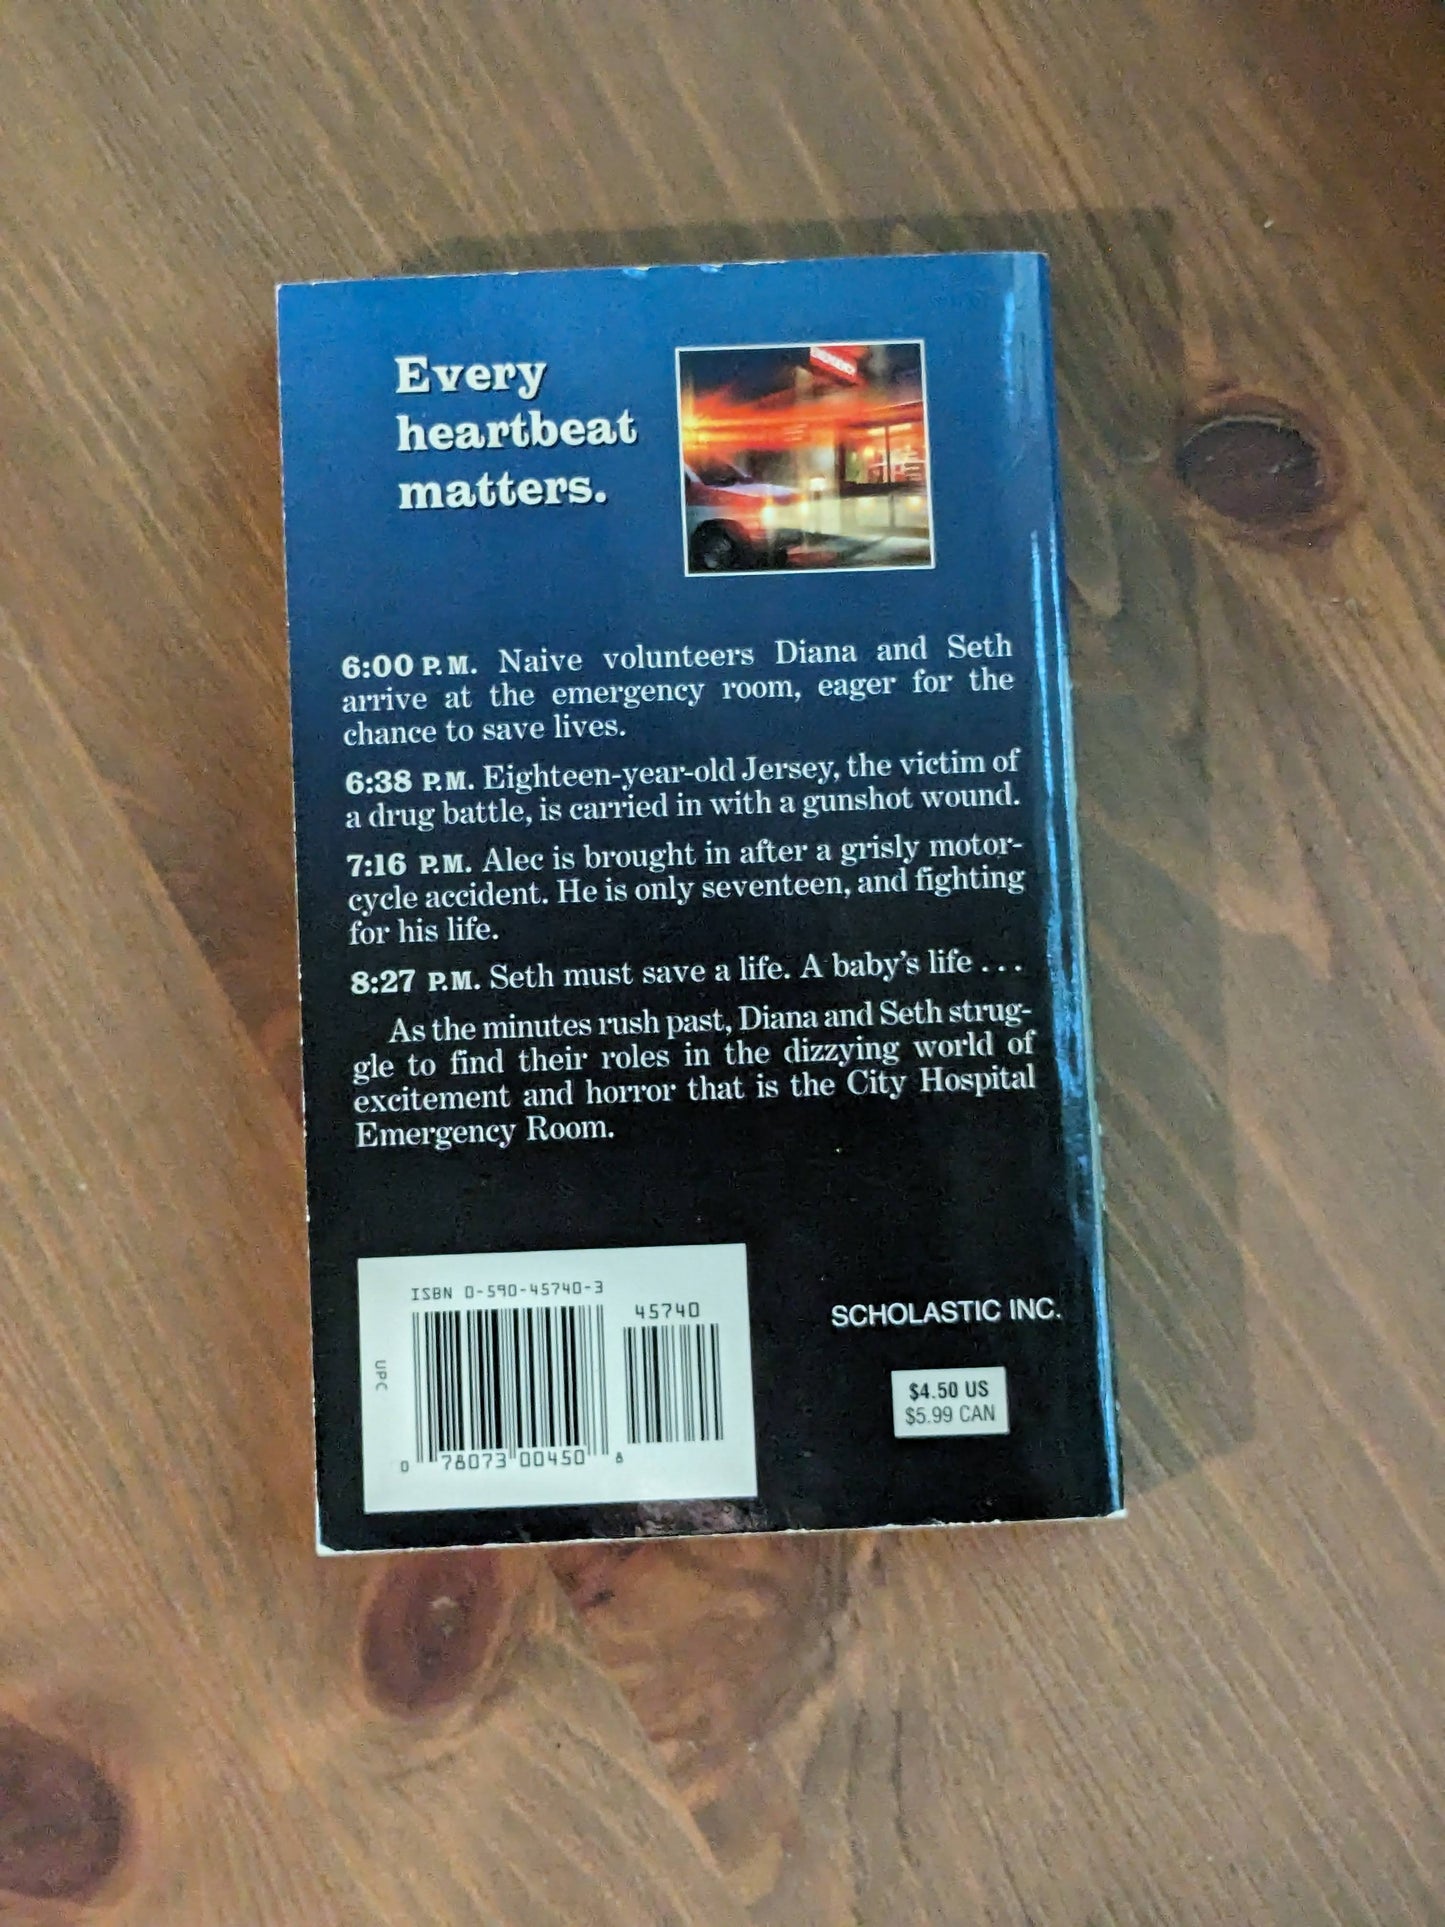 Every
heartbeat
matters.
6:00 P.M. Naive volunteers Diana and Seth
arrive at the emergency room, eager for the
chance to save lives.
6:38 P.M. Eighteen-year-old Jersey, the victim of
a drug battle, is carried in with a gunshot wound.
7:16 P.M. Alec is brought in after a grisly motor-
cycle accident. He is only seventeen, and fighting
for his life.
8:27 P.M. Seth must save a life. A baby's life . . .
As the minutes rush past, Diana and Seth strug-
gle to find their roles in the dizzying world of
excitement and horror that is the City Hospital
Emergency Room.
ISBN 0-590-45740-3
45740
UPC
0 78073 00450 8
SCHOLASTIC INC.
$4.50 US
$5.99 CAN